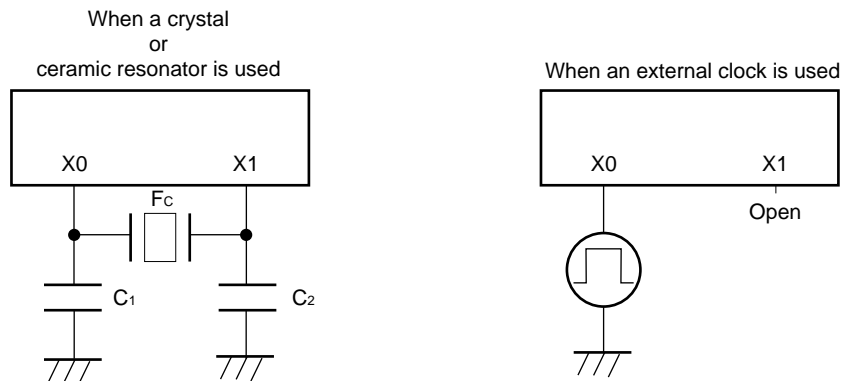 When a crystal
or
ceramic resonator is used
X0 X1
FC
C1 C2
When an external clock is used
X0 X1
Open